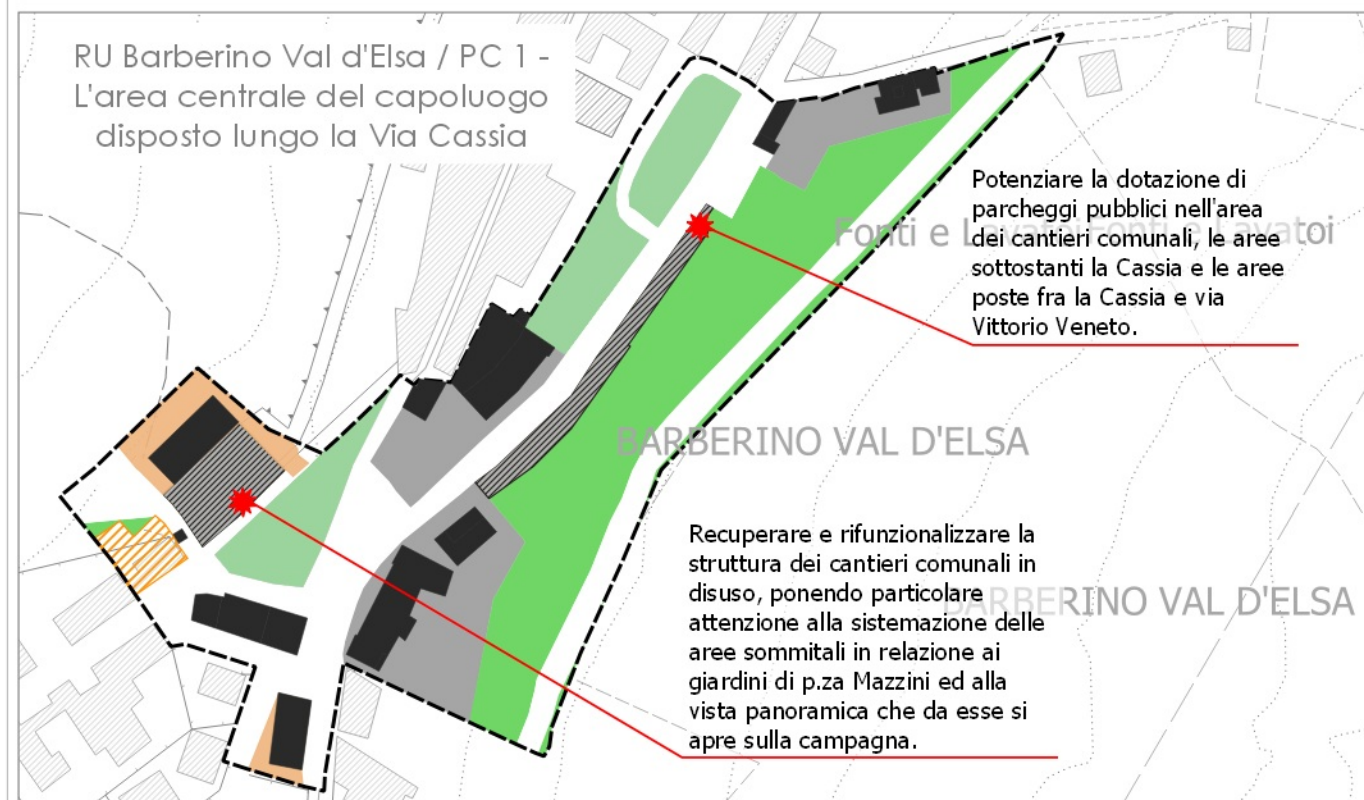 RU Barberino Val d'Elsa / PC 1 -
L'area centrale del capoluogo
disposto lungo la Via Cassia
Potenziare la dotazione di
parcheggi pubblici nell'area
dei cantieri comunali, le aree
sottostanti la Cassia e le aree
poste fra la Cassia e via
Vittorio Veneto.
Fonti e Lavatoi Fonti e Lavatoi
BARBERINO VAL D'ELSA
Recuperare e rifunzionalizzare la
struttura dei cantieri comunali in
disuso, ponendo particolare
attenzione alla sistemazione delle
aree sommitali in relazione ai
giardini di p.za Mazzini ed alla
vista panoramica che da esse si
apre sulla campagna.
BARBERINO VAL D'ELSA